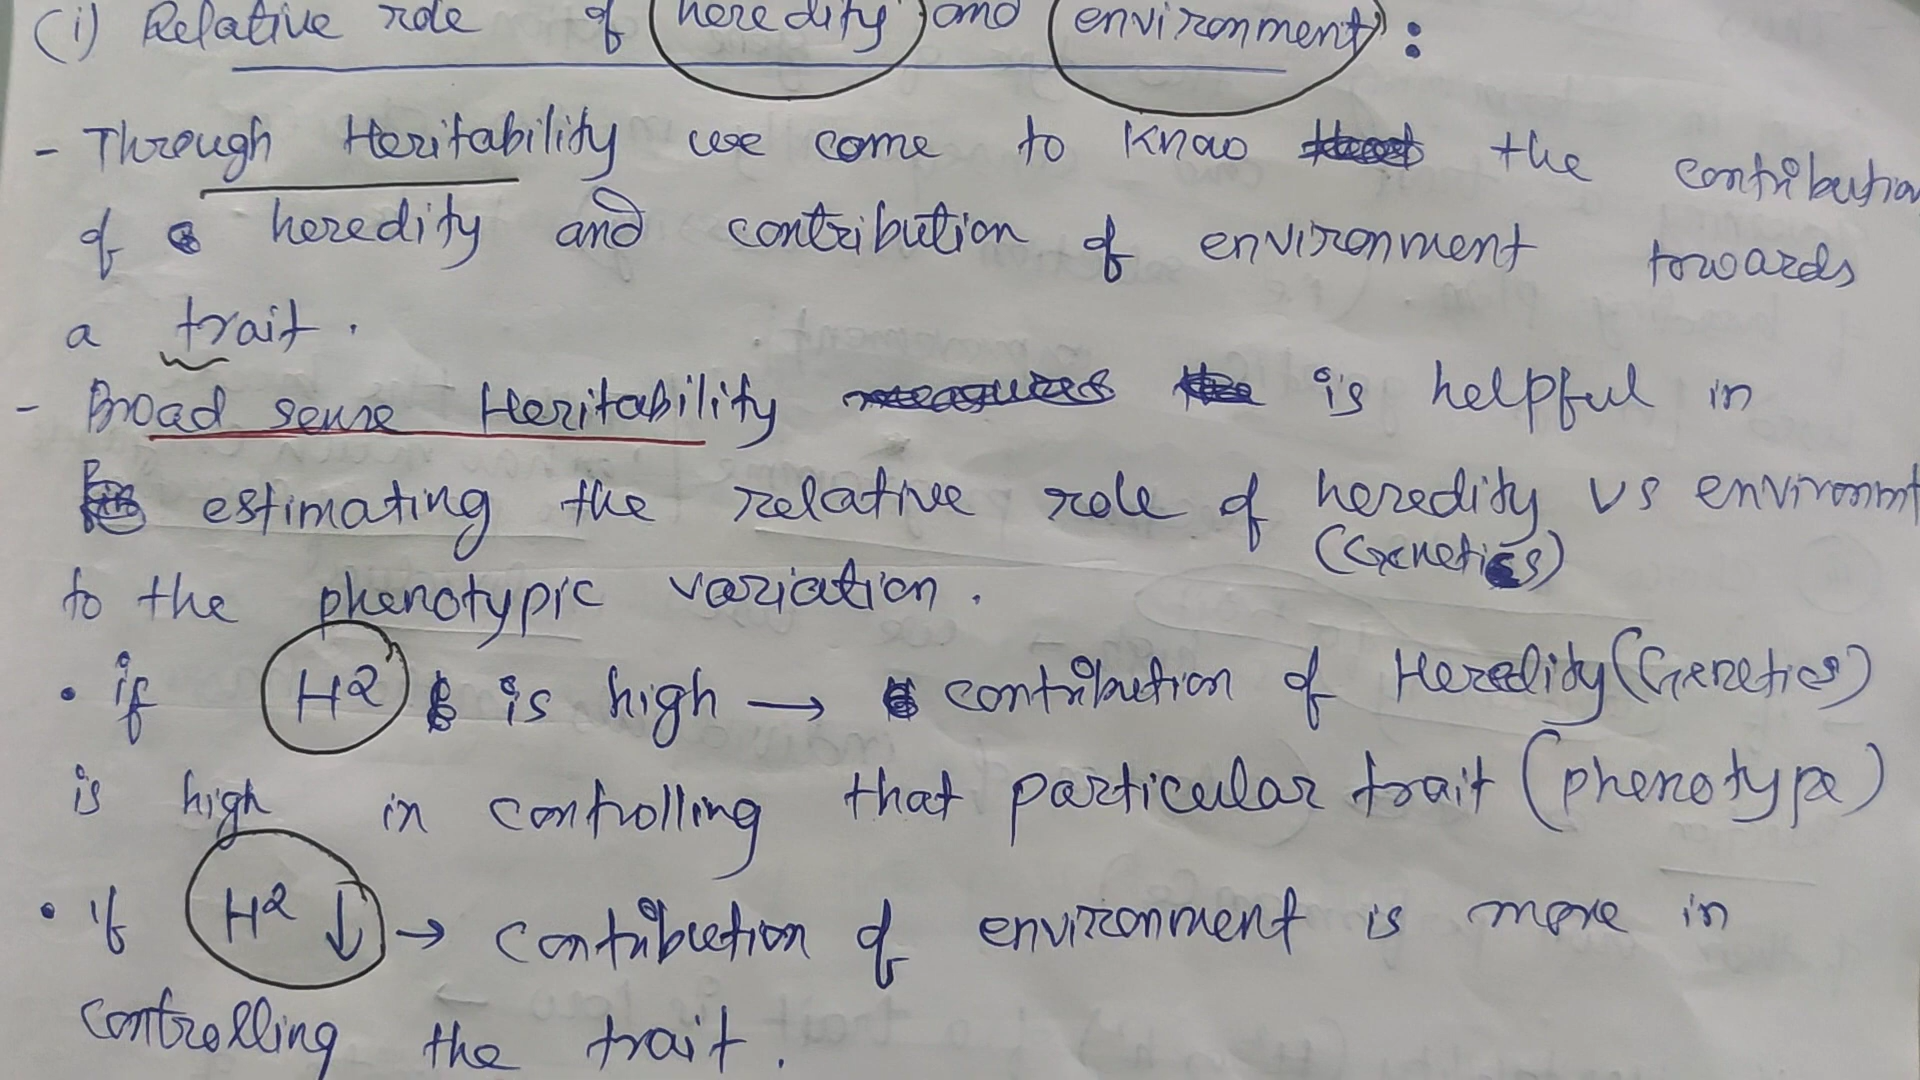 (i) Relative role of heredity and environment :
- Through Heritability we come to know the contribution
of heredity and contribution of environment towards
a trait.
- Broad sense Heritability is helpful in
estimating the relative role of heredity vs environmt
(Genetics)
to the phenotypic variation.
• if H2 is high → contribution of Heredity (Genetics)
is high in controlling that particular trait (phenotype)
• if H2 ↓ → contribution of environment is more in
controlling the trait.